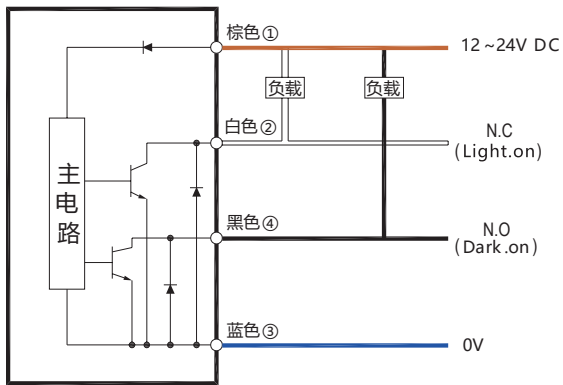 棕色①
12~24V DC
负载
负载
白色②
N.C
(Light.on)
主电路
黑色④
N.O
(Dark.on)
蓝色③
0V